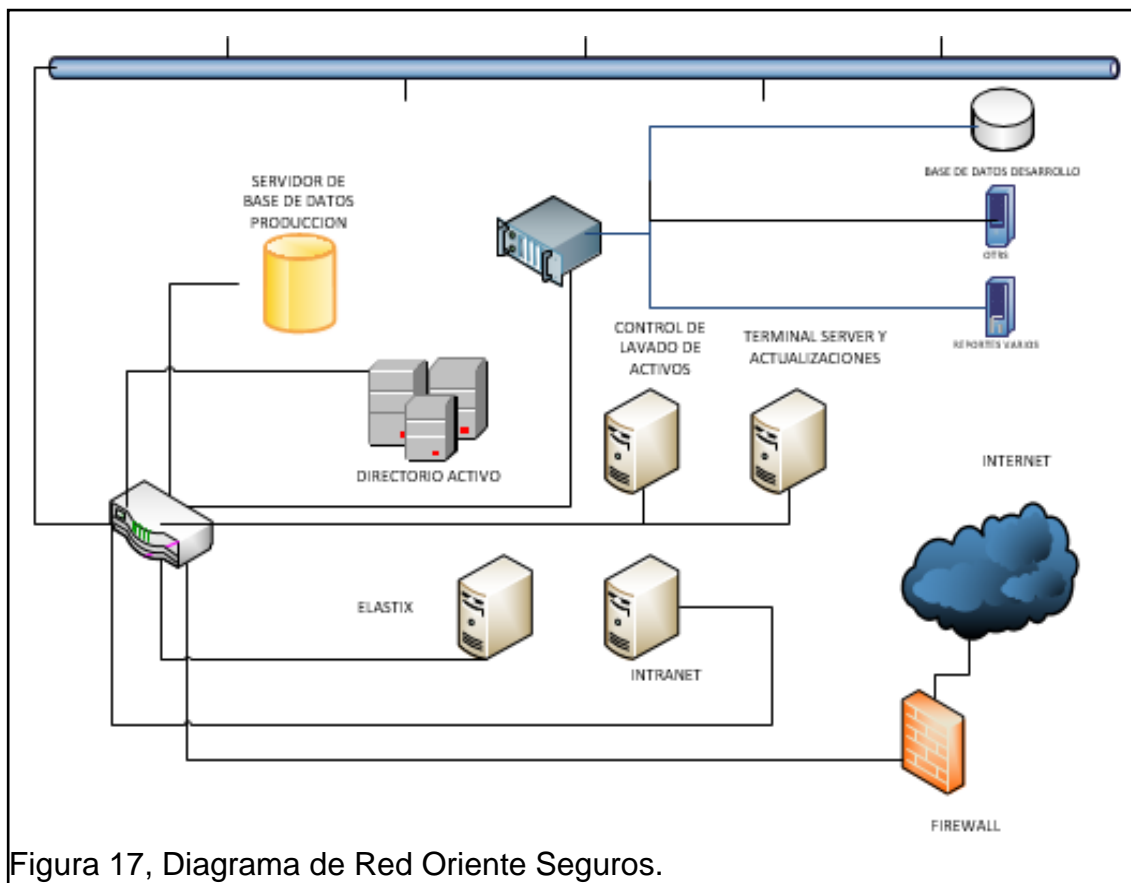 BASE DE DATOS DESARROLLO
SERVIDOR DE
BASE DE DATOS
PRODUCCION
OTRS
CONTROL DE
LAVADO DE
ACTIVOS
TERMINAL SERVER Y
ACTUALIZACIONES
REPORTES VARIOS
DIRECTORIO ACTIVO
INTERNET
ELASTIX
INTRANET
FIREWALL
Figura 17, Diagrama de Red Oriente Seguros.